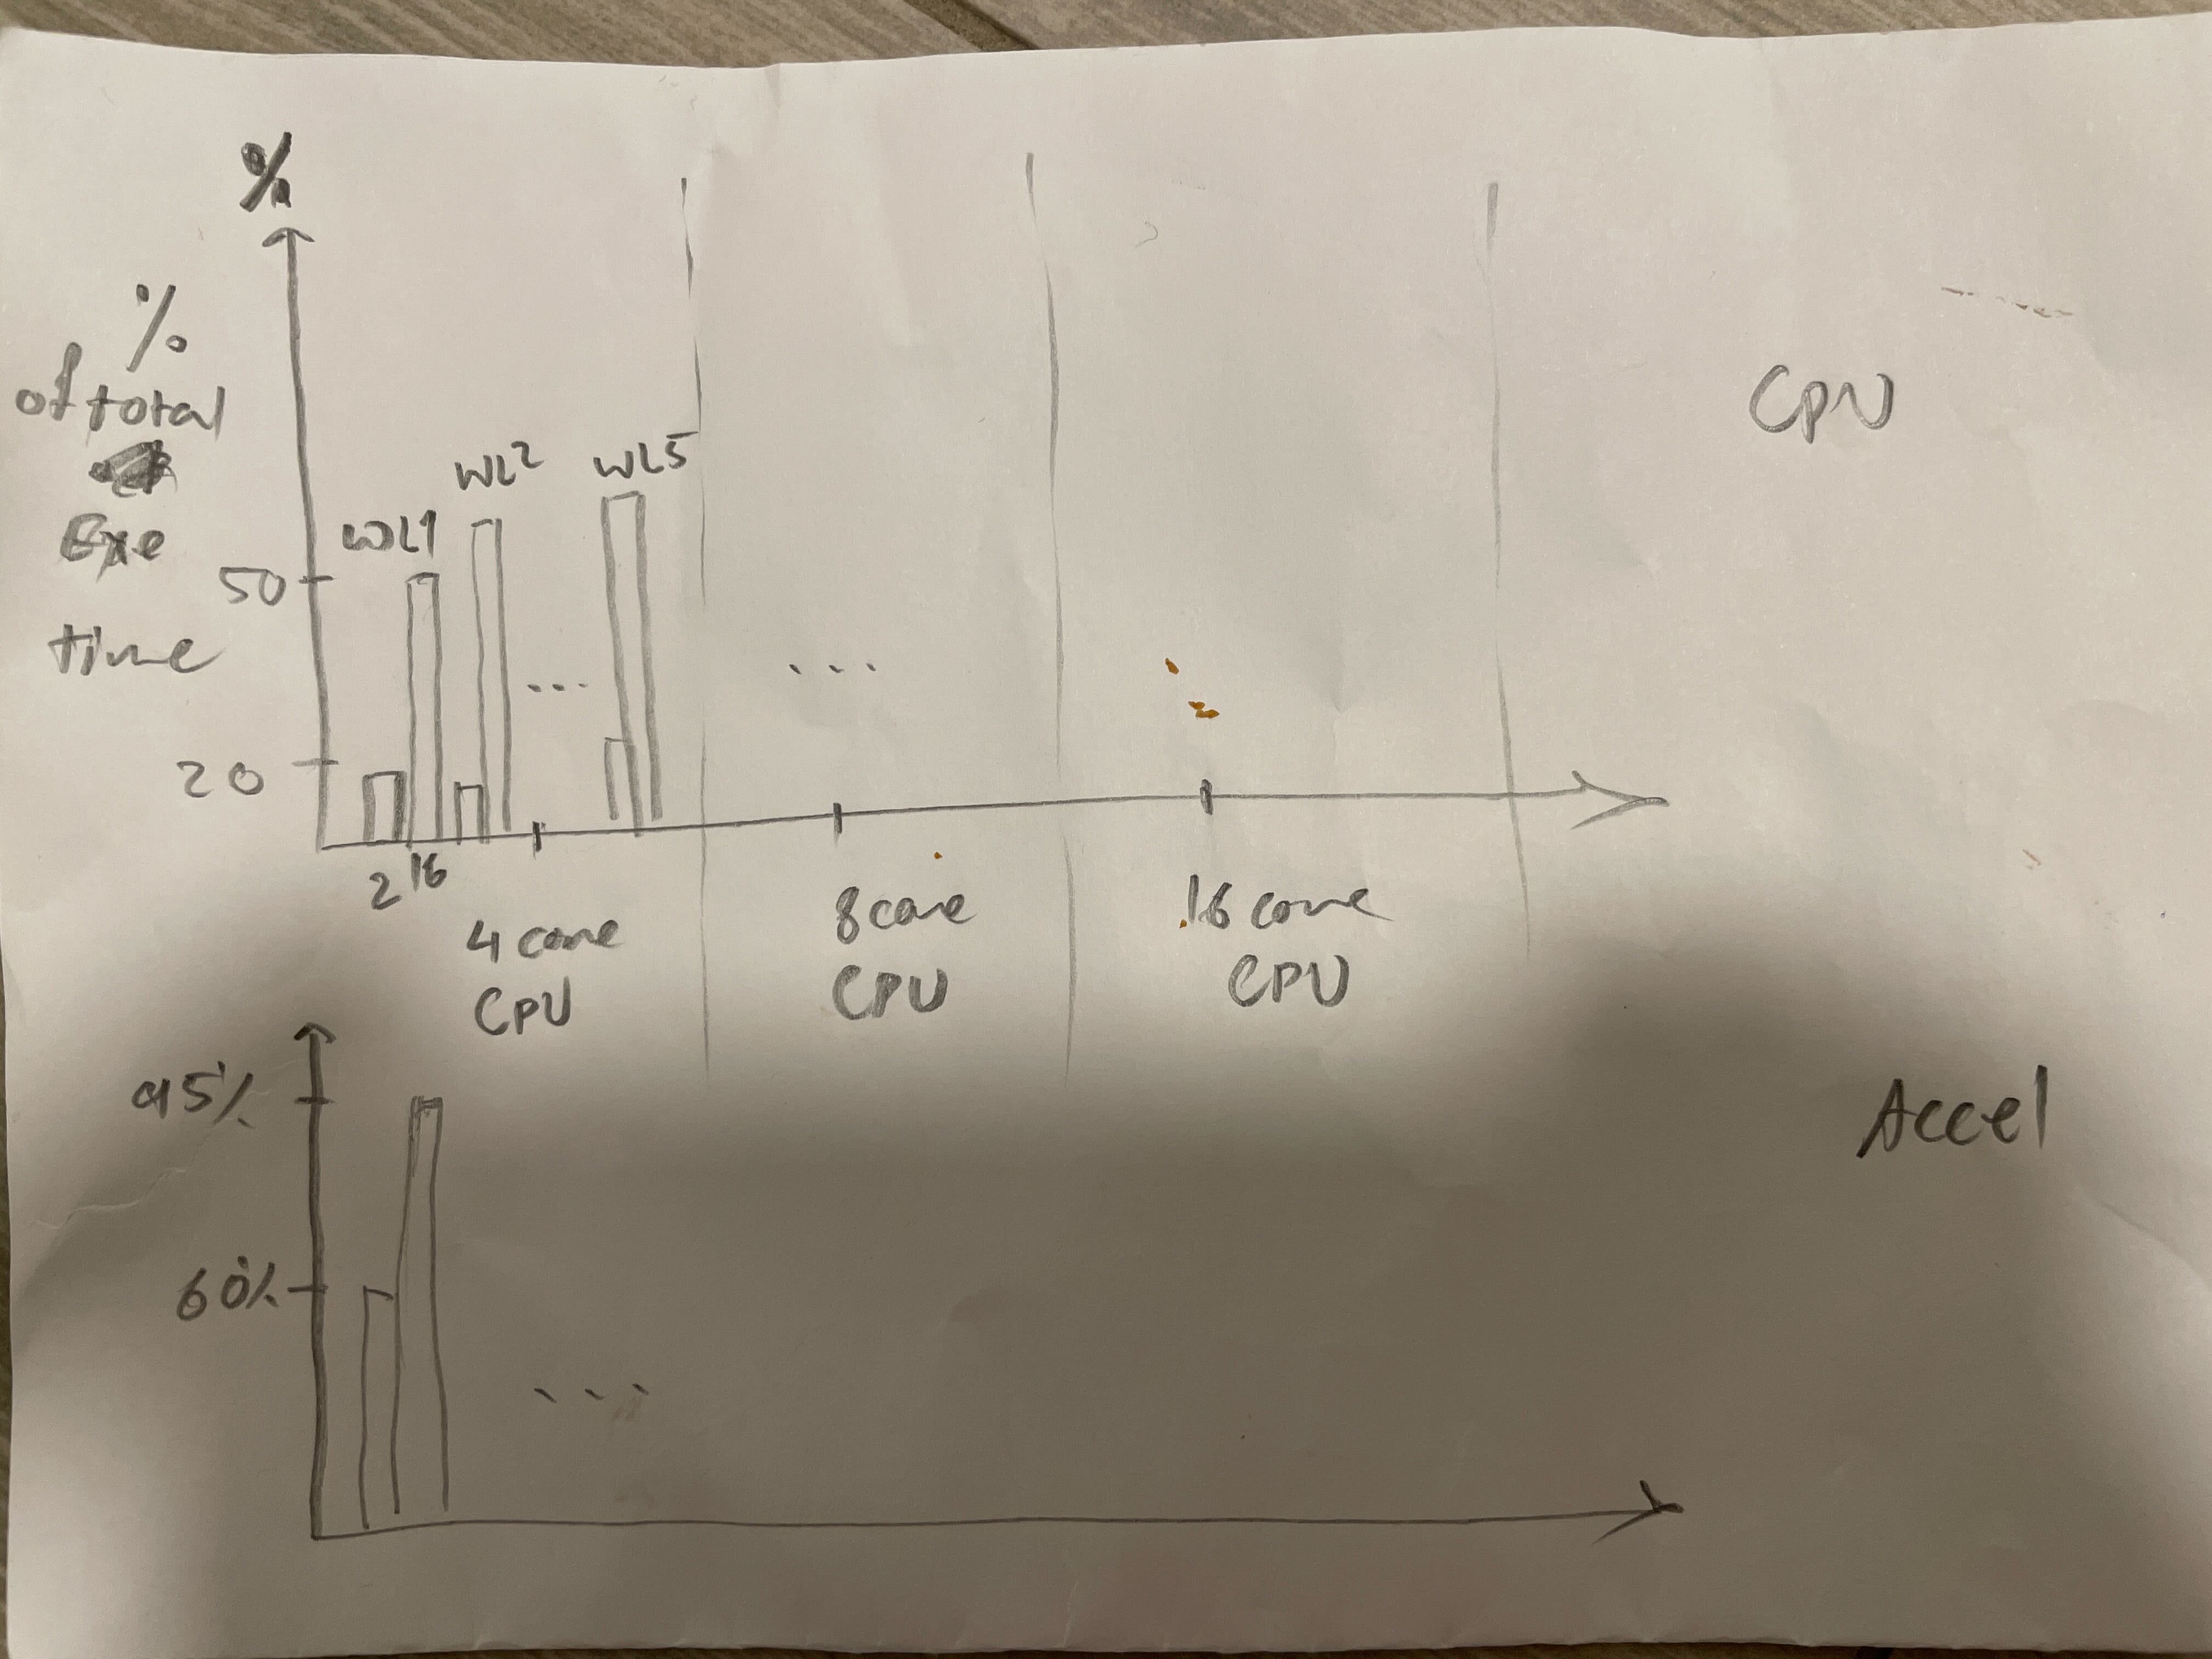 %
%
of total
Exe
time
50
20
WL1
WL2
WL5
...
...
CPU
2 16
4 core
CPU
8 core
CPU
16 core
CPU
95%
60%
...
Accel